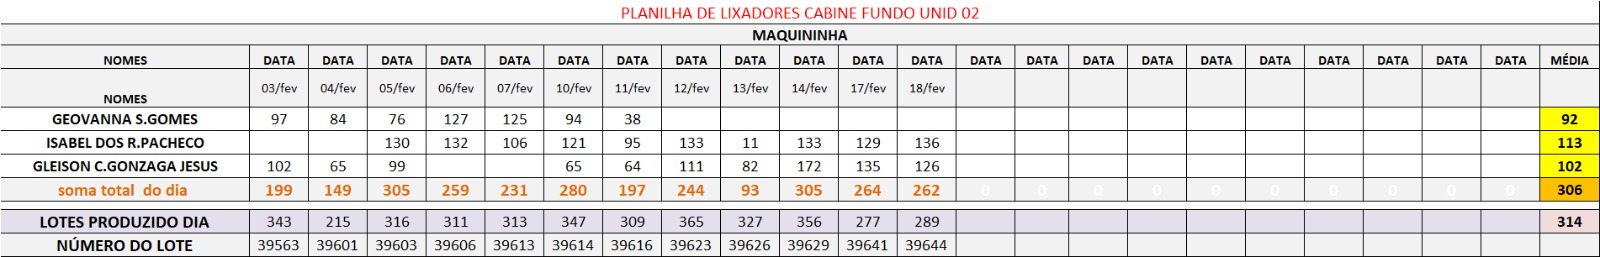 PLANILHA DE LIXADORES CABINE FUNDO UNID 02
MAQUININHA
NOMES DATA DATA DATA DATA DATA DATA DATA DATA DATA DATA DATA DATA DATA DATA DATA DATA DATA DATA DATA DATA DATA DATA MÉDIA
NOMES 03/fev 04/fev 05/fev 06/fev 07/fev 10/fev 11/fev 12/fev 13/fev 14/fev 17/fev 18/fev
GEOVANNA S.GOMES 97 84 76 127 125 94 38 92
ISABEL DOS R.PACHECO 130 132 106 121 95 133 11 133 129 136 113
GLEISON C.GONZAGA JESUS 102 65 99 65 64 111 82 172 135 126 102
soma total do dia 199 149 305 259 231 280 197 244 93 305 264 262 0 0 0 0 0 0 0 0 0 0 306
LOTES PRODUZIDO DIA 343 215 316 311 313 347 309 365 327 356 277 289 314
NÚMERO DO LOTE 39563 39601 39603 39606 39613 39614 39616 39623 39626 39629 39641 39644